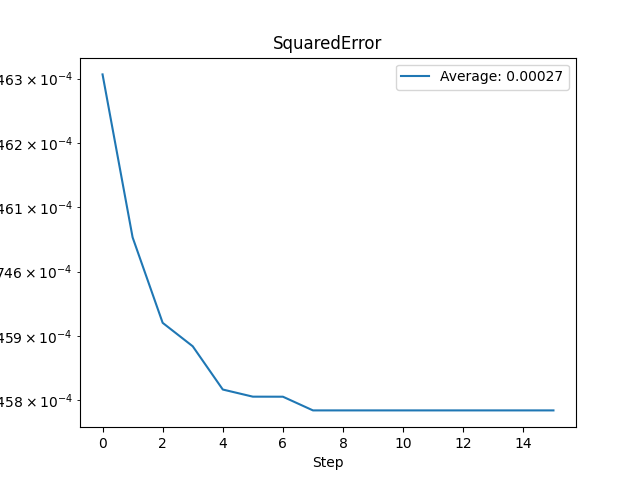 SquaredError
Average: 0.00027
463 × 10⁻⁴
462 × 10⁻⁴
461 × 10⁻⁴
746 × 10⁻⁴
459 × 10⁻⁴
458 × 10⁻⁴
0 2 4 6 8 10 12 14
Step